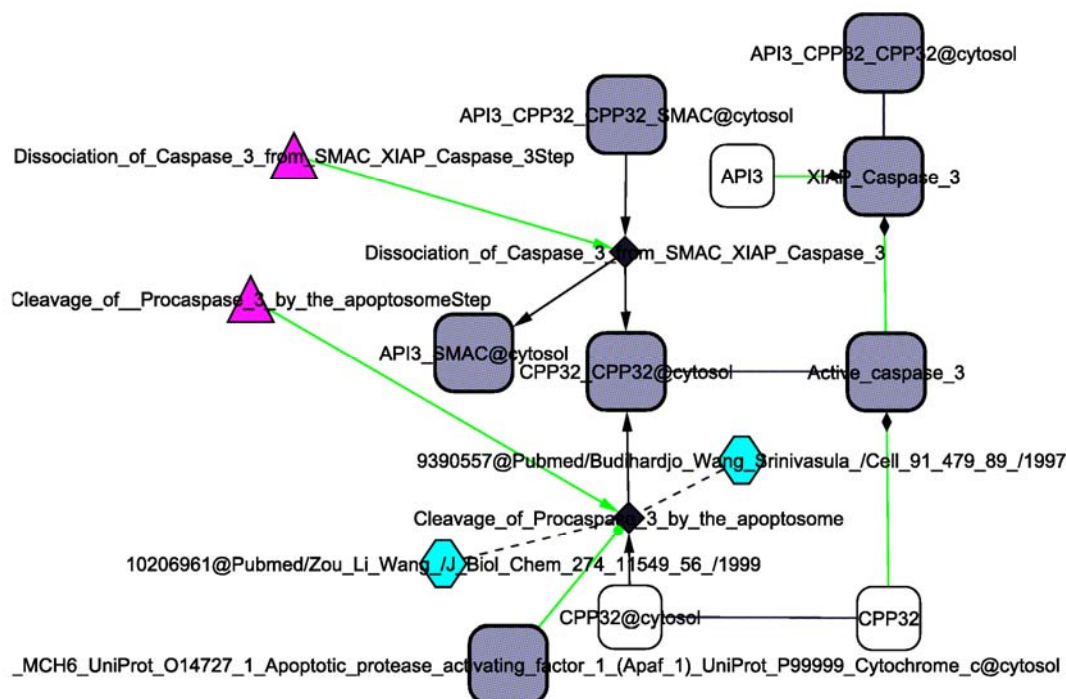 API3_CPP32_CPP32@cytosol
API3_CPP32_CPP32_SMAC@cytosol
Dissociation_of_Caspase_3_from_SMAC_XIAP_Caspase_3Step
API3
XIAP_Caspase_3
Dissociation_of_Caspase_3_from_SMAC_XIAP_Caspase_3
Cleavage_of__Procaspase_3_by_the_apoptosomeStep
API3_SMAC@cytosol
CPP32_CPP32@cytosol
Active_caspase_3
9390557@Pubmed/Budihardjo_Wang_Srinivasula_/Cell_91_479_89_/1997
Cleavage_of_Procaspase_3_by_the_apoptosome
10206961@Pubmed/Zou_Li_Wang_/J_Biol_Chem_274_11549_56_/1999
CPP32@cytosol
CPP32
_MCH6_UniProt_O14727_1_Apoptotic_protease_activating_factor_1_(Apaf_1)_UniProt_P99999_Cytochrome_c@cytosol